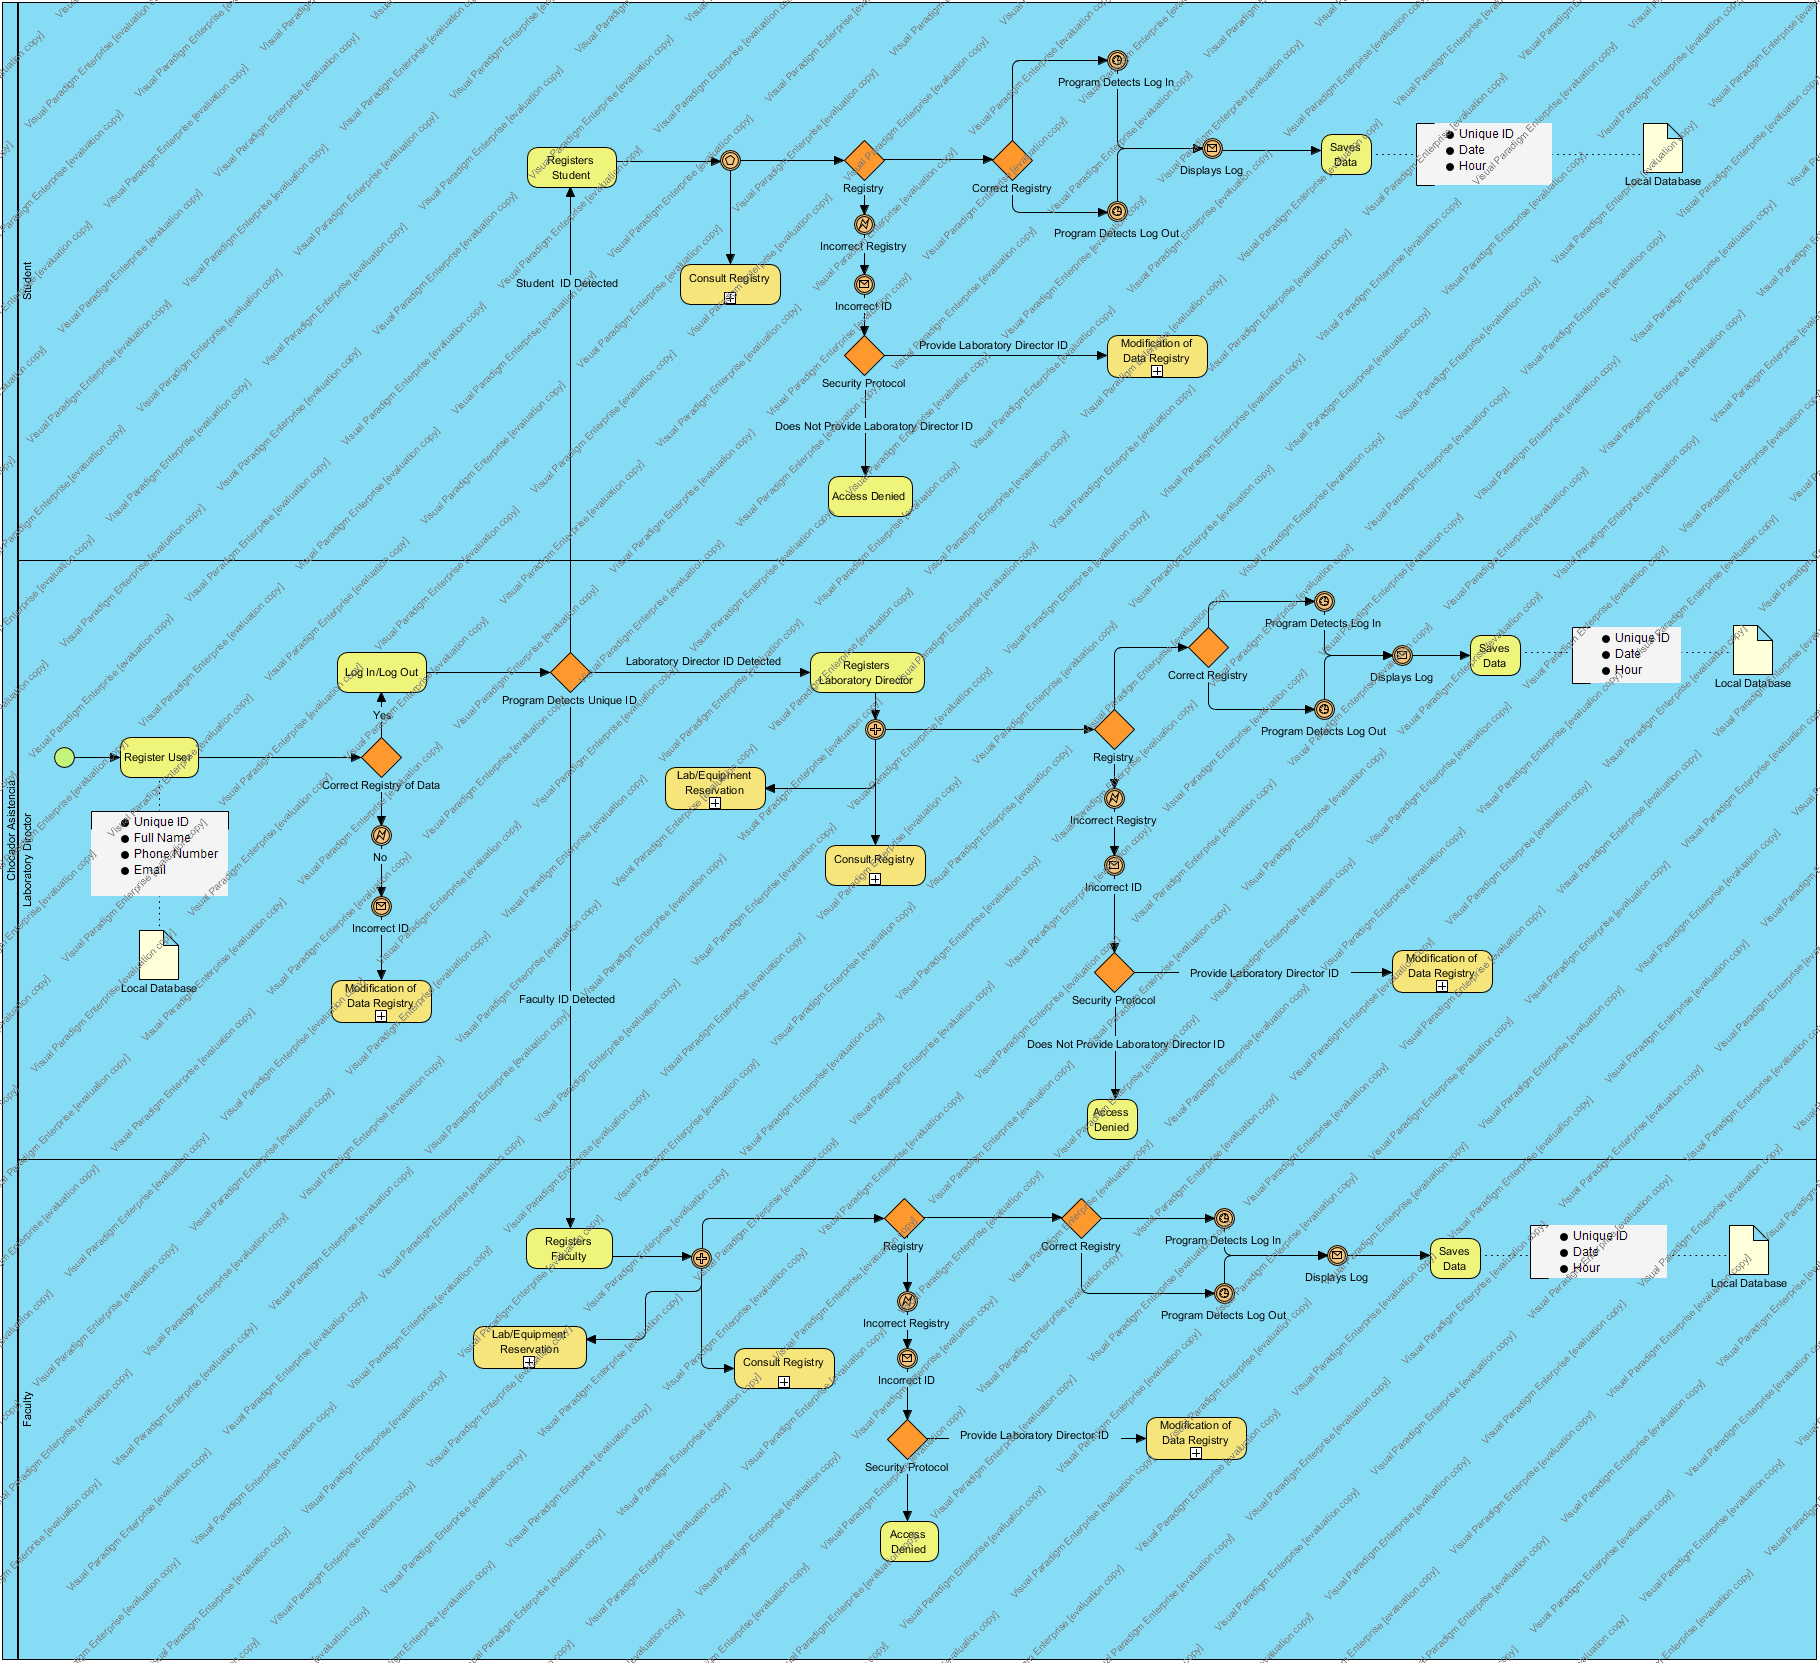 Chocador Asistencia
Student
Registers
Student
Student  ID Detected
Consult Registry
Registry
Incorrect Registry
Incorrect ID
Security Protocol
Provide Laboratory Director ID
Modification of
Data Registry
Does Not Provide Laboratory Director ID
Access Denied
Correct Registry
Program Detects Log In
Program Detects Log Out
Displays Log
Saves
Data
Unique ID
Date
Hour
Local Database
Laboratory Director
Register User
Unique ID
Full Name
Phone Number
Email
Local Database
Correct Registry of Data
Yes
Log In/Log Out
No
Incorrect ID
Modification of
Data Registry
Program Detects Unique ID
Laboratory Director ID Detected
Registers
Laboratory Director
Lab/Equipment
Reservation
Consult Registry
Registry
Incorrect Registry
Incorrect ID
Security Protocol
Provide Laboratory Director ID
Modification of
Data Registry
Does Not Provide Laboratory Director ID
Access
Denied
Correct Registry
Program Detects Log In
Program Detects Log Out
Displays Log
Saves
Data
Unique ID
Date
Hour
Local Database
Faculty ID Detected
Faculty
Registers
Faculty
Lab/Equipment
Reservation
Consult Registry
Registry
Incorrect Registry
Incorrect ID
Security Protocol
Provide Laboratory Director ID
Modification of
Data Registry
Access
Denied
Correct Registry
Program Detects Log In
Program Detects Log Out
Displays Log
Saves
Data
Unique ID
Date
Hour
Local Database
Visual Paradigm Enterprise [evaluation copy]